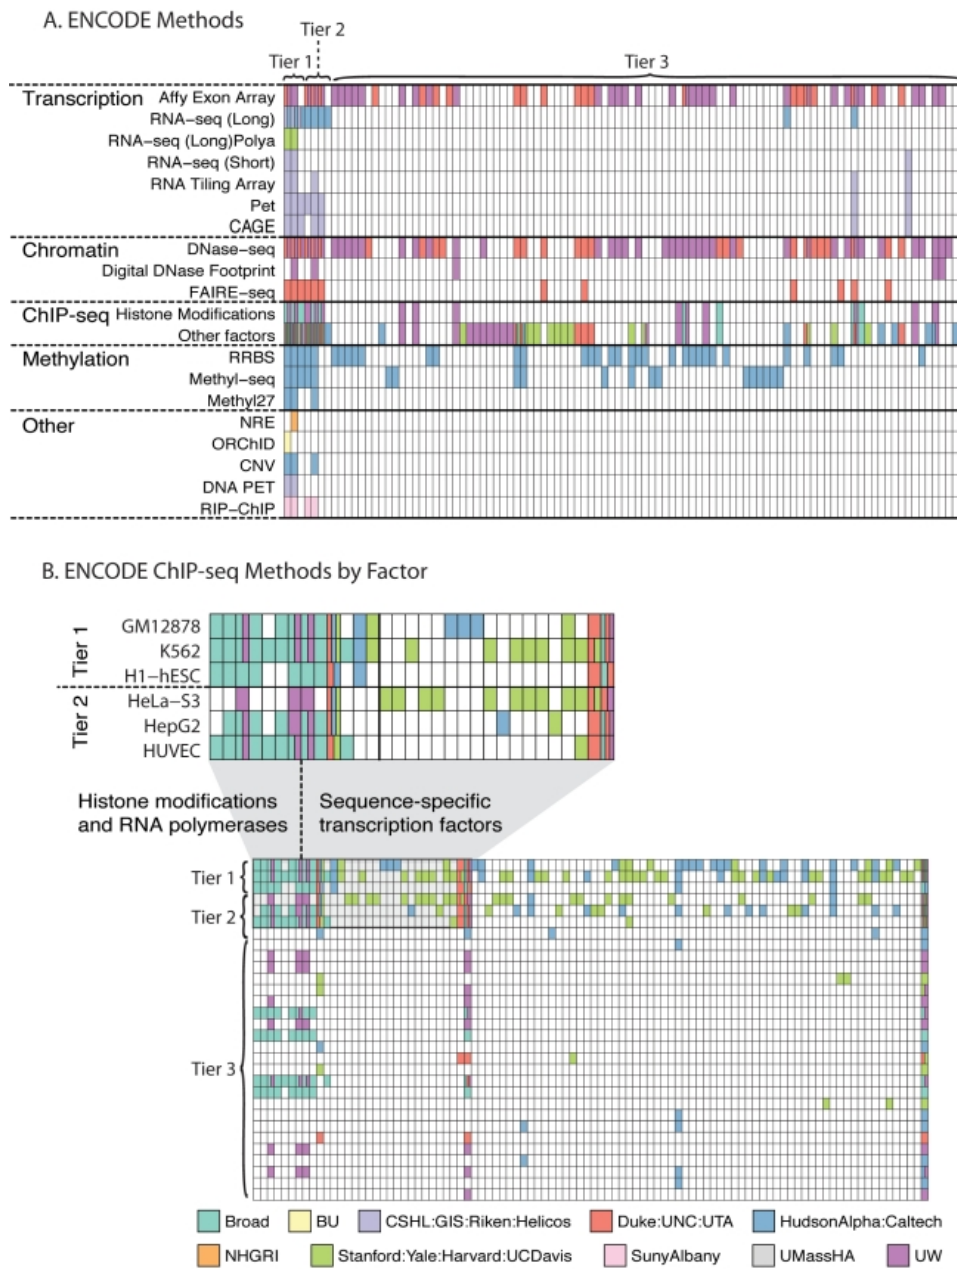 A. ENCODE Methods
Tier 2
Tier 1
Tier 3
Transcription Affy Exon Array
RNA-seq (Long)
RNA-seq (Long)Polya
RNA-seq (Short)
RNA Tiling Array
Pet
CAGE
Chromatin DNase-seq
Digital DNase Footprint
FAIRE-seq
ChIP-seq Histone Modifications
Other factors
Methylation RRBS
Methyl-seq
Methyl27
Other NRE
ORChID
CNV
DNA PET
RIP-ChIP
B. ENCODE ChIP-seq Methods by Factor
Tier 1
GM12878
K562
H1-hESC
Tier 2
HeLa-S3
HepG2
HUVEC
Histone modifications
and RNA polymerases
Sequence-specific
transcription factors
Tier 1
Tier 2
Tier 3
Broad BU CSHL:GIS:Riken:Helicos Duke:UNC:UTA HudsonAlpha:Caltech
NHGRI Stanford:Yale:Harvard:UCDavis SunyAlbany UMassHA UW